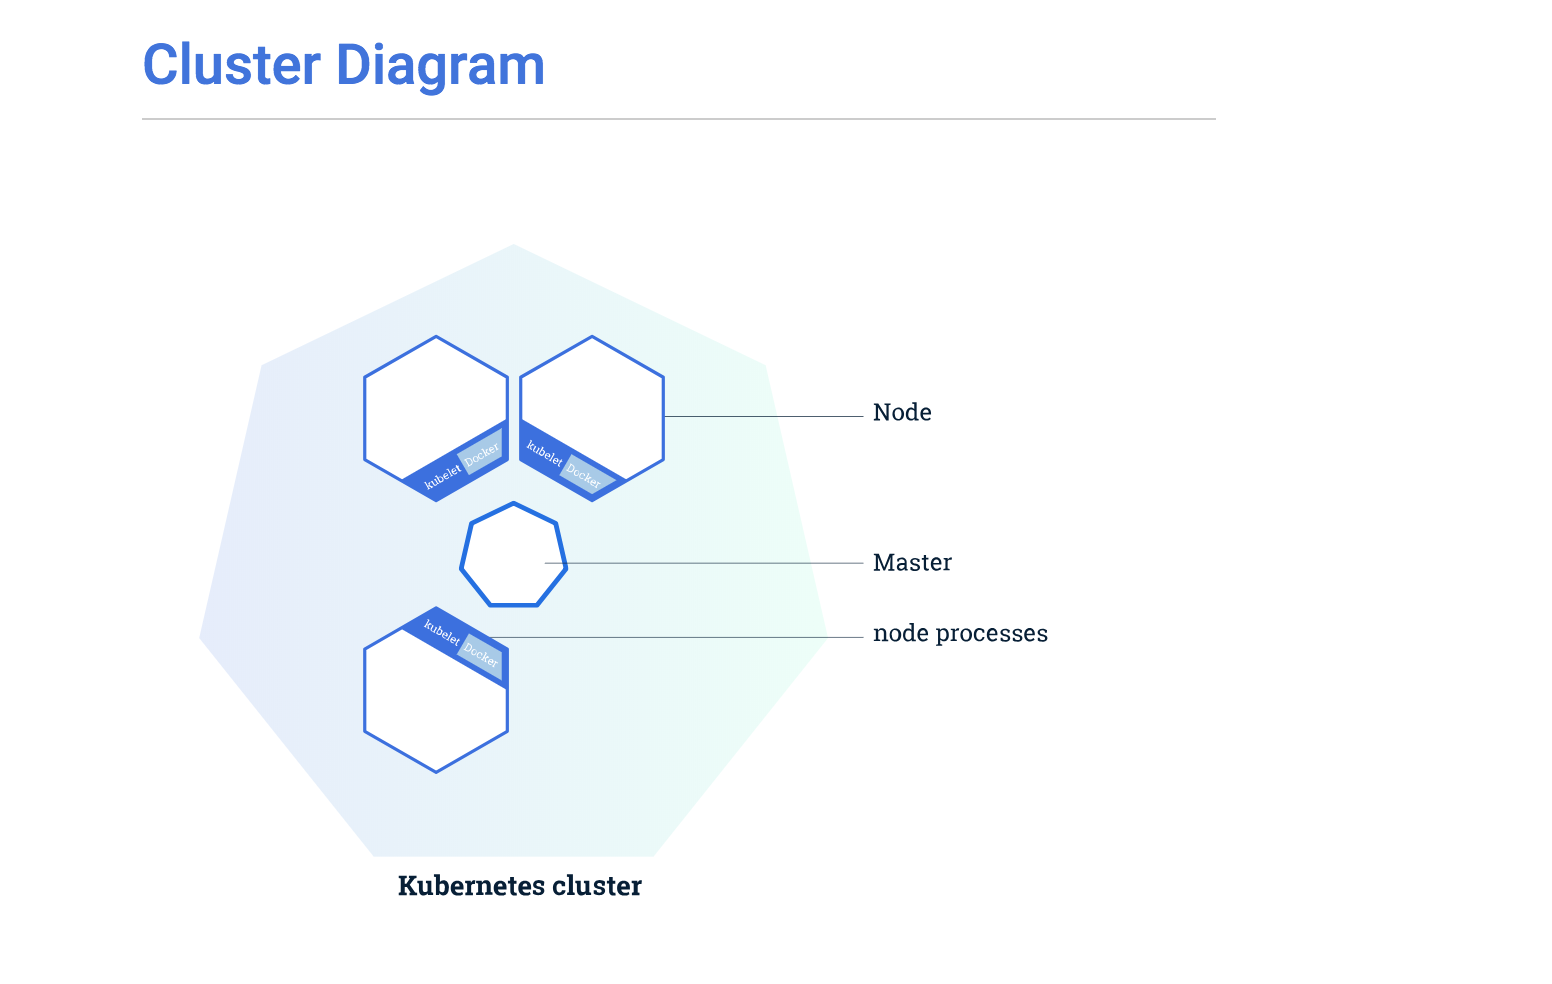 Cluster Diagram
kubelet Docker
kubelet Docker
Node
Master
kubelet Docker
node processes
Kubernetes cluster